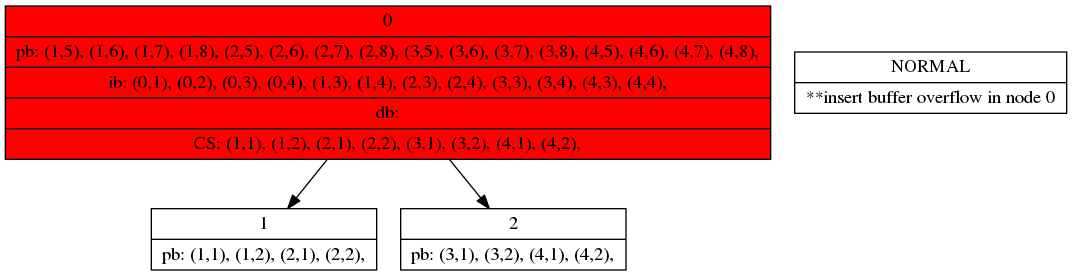 0
pb: (1,5), (1,6), (1,7), (1,8), (2,5), (2,6), (2,7), (2,8), (3,5), (3,6), (3,7), (3,8), (4,5), (4,6), (4,7), (4,8),
ib: (0,1), (0,2), (0,3), (0,4), (1,3), (1,4), (2,3), (2,4), (3,3), (3,4), (4,3), (4,4),
db:
CS: (1,1), (1,2), (2,1), (2,2), (3,1), (3,2), (4,1), (4,2),
NORMAL
**insert buffer overflow in node 0
1
pb: (1,1), (1,2), (2,1), (2,2),
2
pb: (3,1), (3,2), (4,1), (4,2),